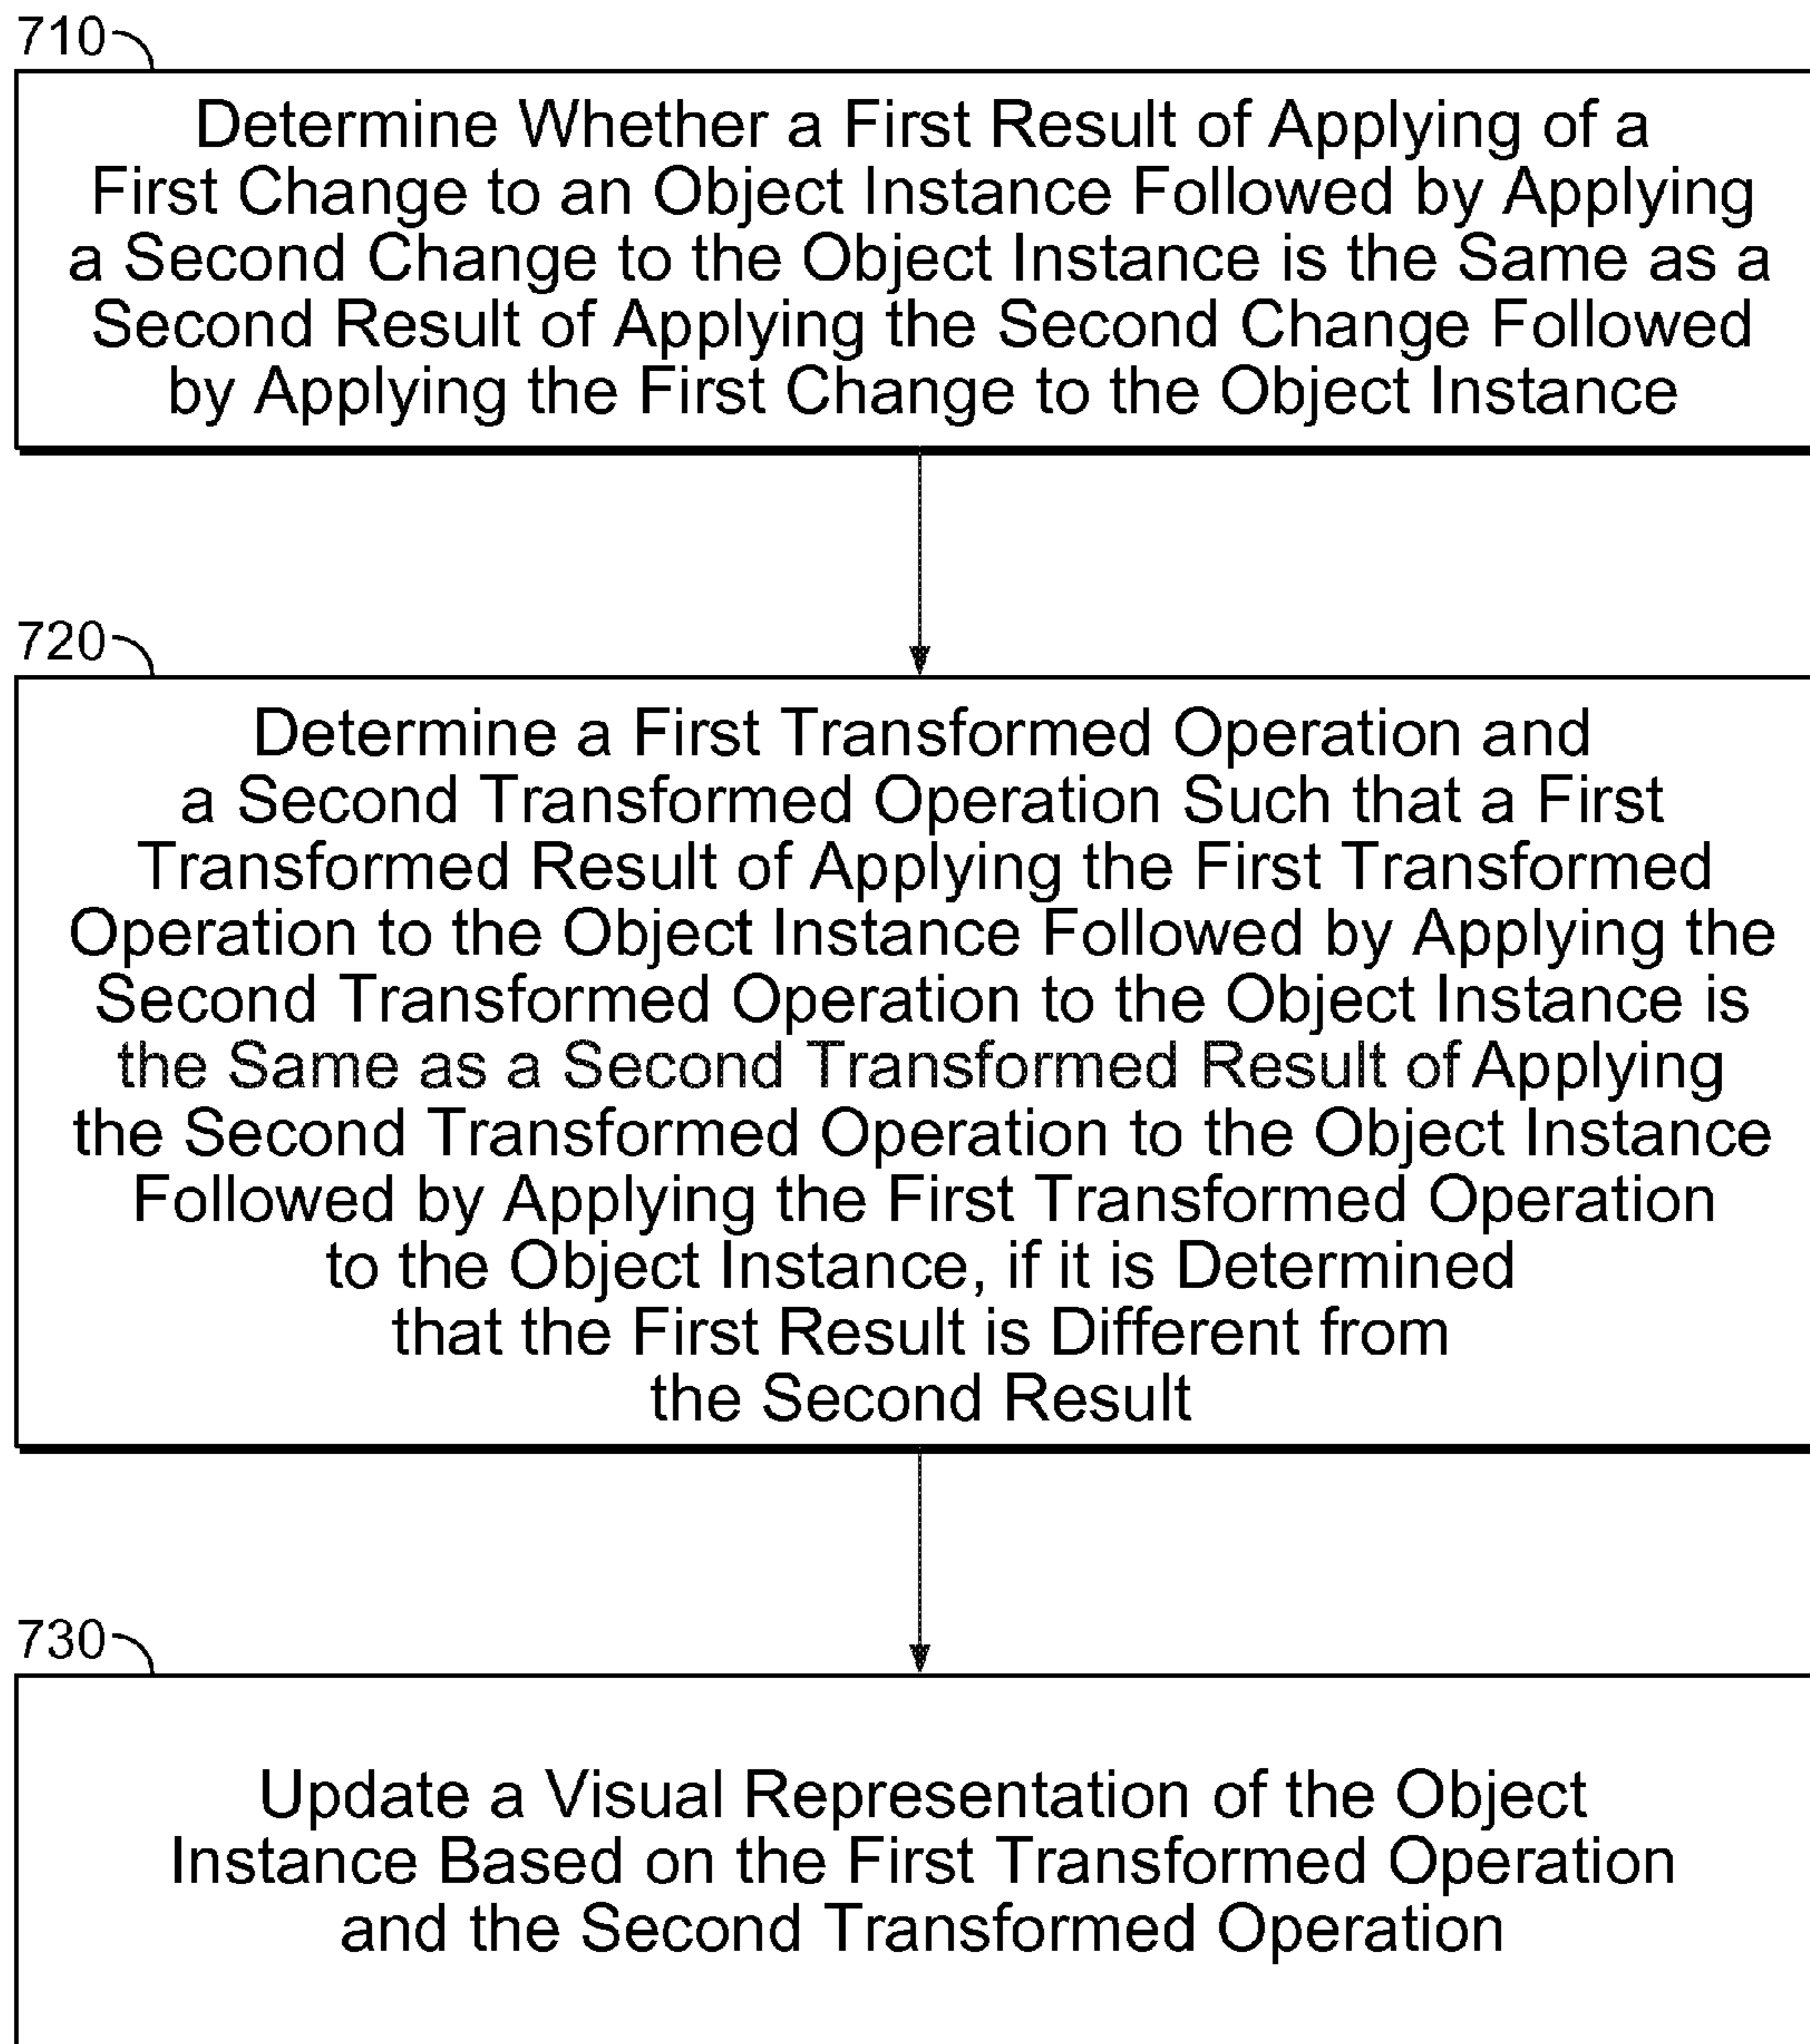 710
Determine Whether a First Result of Applying of a
First Change to an Object Instance Followed by Applying
a Second Change to the Object Instance is the Same as a
Second Result of Applying the Second Change Followed
by Applying the First Change to the Object Instance
720
Determine a First Transformed Operation and
a Second Transformed Operation Such that a First
Transformed Result of Applying the First Transformed
Operation to the Object Instance Followed by Applying the
Second Transformed Operation to the Object Instance is
the Same as a Second Transformed Result of Applying
the Second Transformed Operation to the Object Instance
Followed by Applying the First Transformed Operation
to the Object Instance, if it is Determined
that the First Result is Different from
the Second Result
730
Update a Visual Representation of the Object
Instance Based on the First Transformed Operation
and the Second Transformed Operation